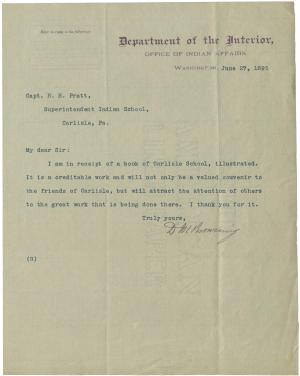 Department of the Interior,
OFFICE OF INDIAN AFFAIRS,
WASHINGTON, June 27, 1895
Capt. R. H. Pratt,
Superintendent Indian School,
Carlisle, Pa.
My dear Sir:
I am in receipt of a book of Carlisle School, illustrated.
It is a creditable work and will not only be a valued souvenir to
the friends of Carlisle, but will attract the attention of others
to the great work that is being done there. I thank you for it.
Truly yours,
D M Browning